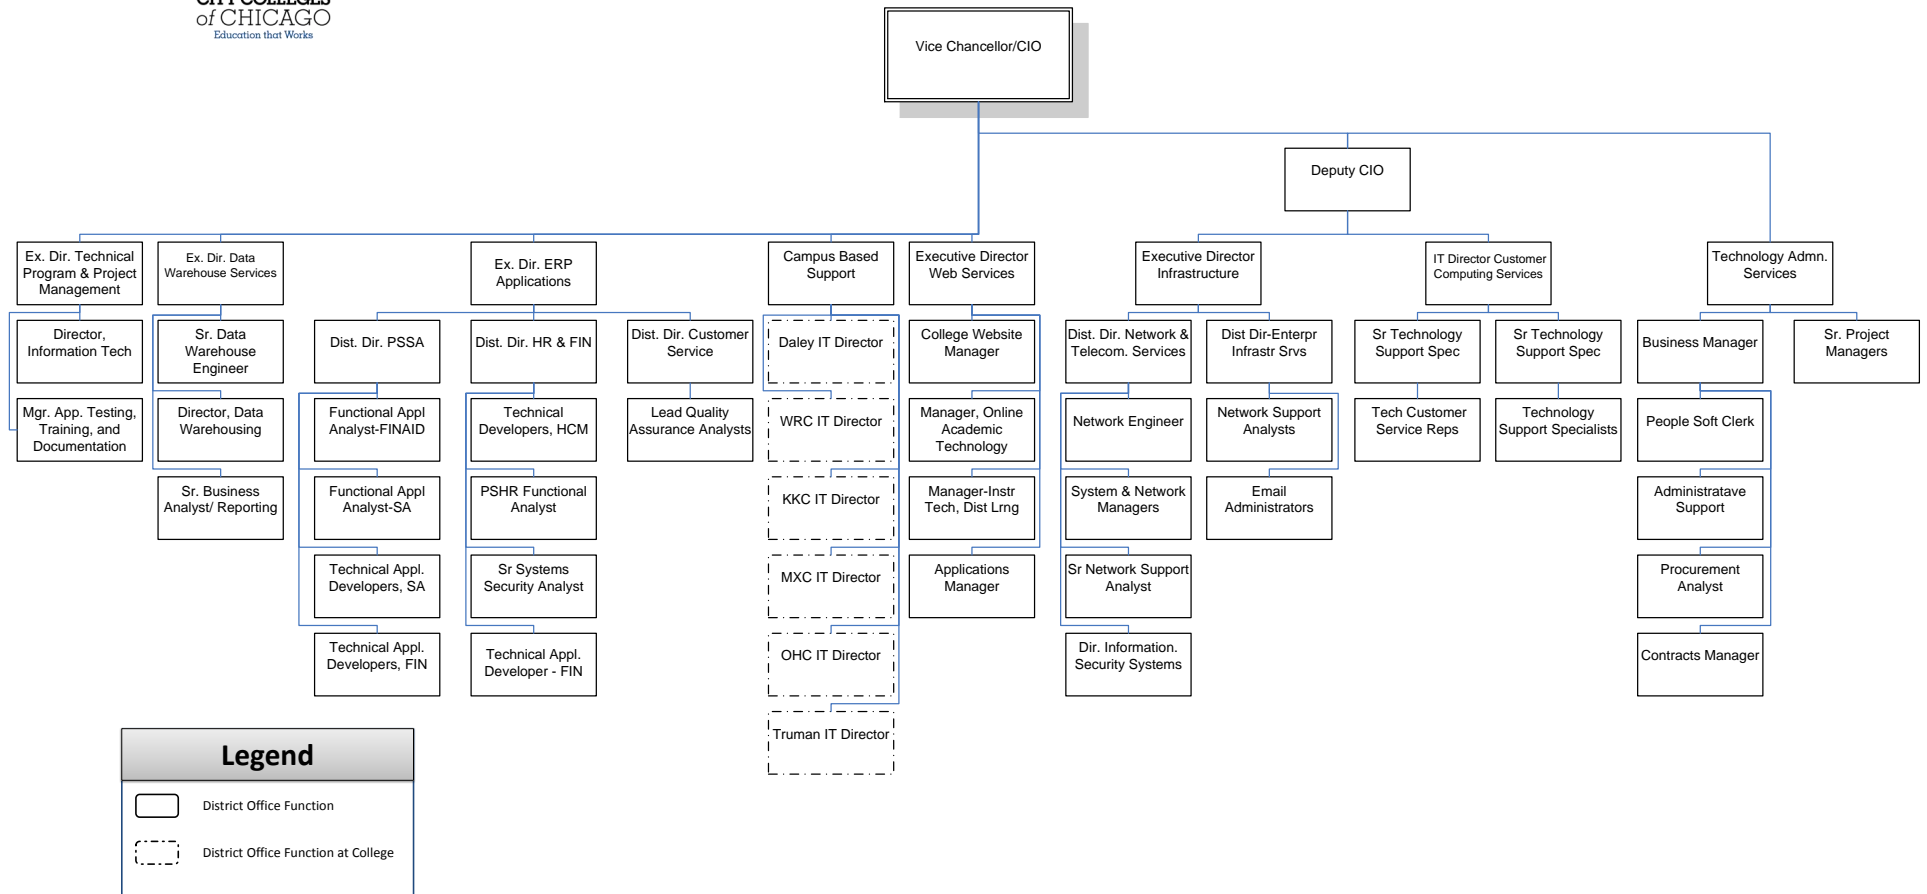 CITY COLLEGES
of CHICAGO
Education that Works
Vice Chancellor/CIO
Deputy CIO
Ex. Dir. Technical
Program & Project
Management
Ex. Dir. Data
Warehouse Services
Ex. Dir. ERP
Applications
Campus Based
Support
Executive Director
Web Services
Executive Director
Infrastructure
IT Director Customer
Computing Services
Technology Admn.
Services
Director,
Information Tech
Sr. Data
Warehouse
Engineer
Dist. Dir. PSSA
Dist. Dir. HR & FIN
Dist. Dir. Customer
Service
Daley IT Director
College Website
Manager
Dist. Dir. Network &
Telecom. Services
Dist Dir-Enterpr
Infrastr Srvs
Sr Technology
Support Spec
Sr Technology
Support Spec
Business Manager
Sr. Project
Managers
Mgr. App. Testing,
Training, and
Documentation
Director, Data
Warehousing
Functional Appl
Analyst-FINAID
Technical
Developers, HCM
Lead Quality
Assurance Analysts
WRC IT Director
Manager, Online
Academic
Technology
Network Engineer
Network Support
Analysts
Tech Customer
Service Reps
Technology
Support Specialists
People Soft Clerk
Sr. Business
Analyst/ Reporting
Functional Appl
Analyst-SA
PSHR Functional
Analyst
KKC IT Director
Manager-Instr
Tech, Dist Lrng
System & Network
Managers
Email
Administrators
Administratave
Support
Technical Appl.
Developers, SA
Sr Systems
Security Analyst
MXC IT Director
Applications
Manager
Sr Network Support
Analyst
Procurement
Analyst
Technical Appl.
Developers, FIN
Technical Appl.
Developer - FIN
OHC IT Director
Dir. Information.
Security Systems
Contracts Manager
Truman IT Director
Legend
District Office Function
District Office Function at College